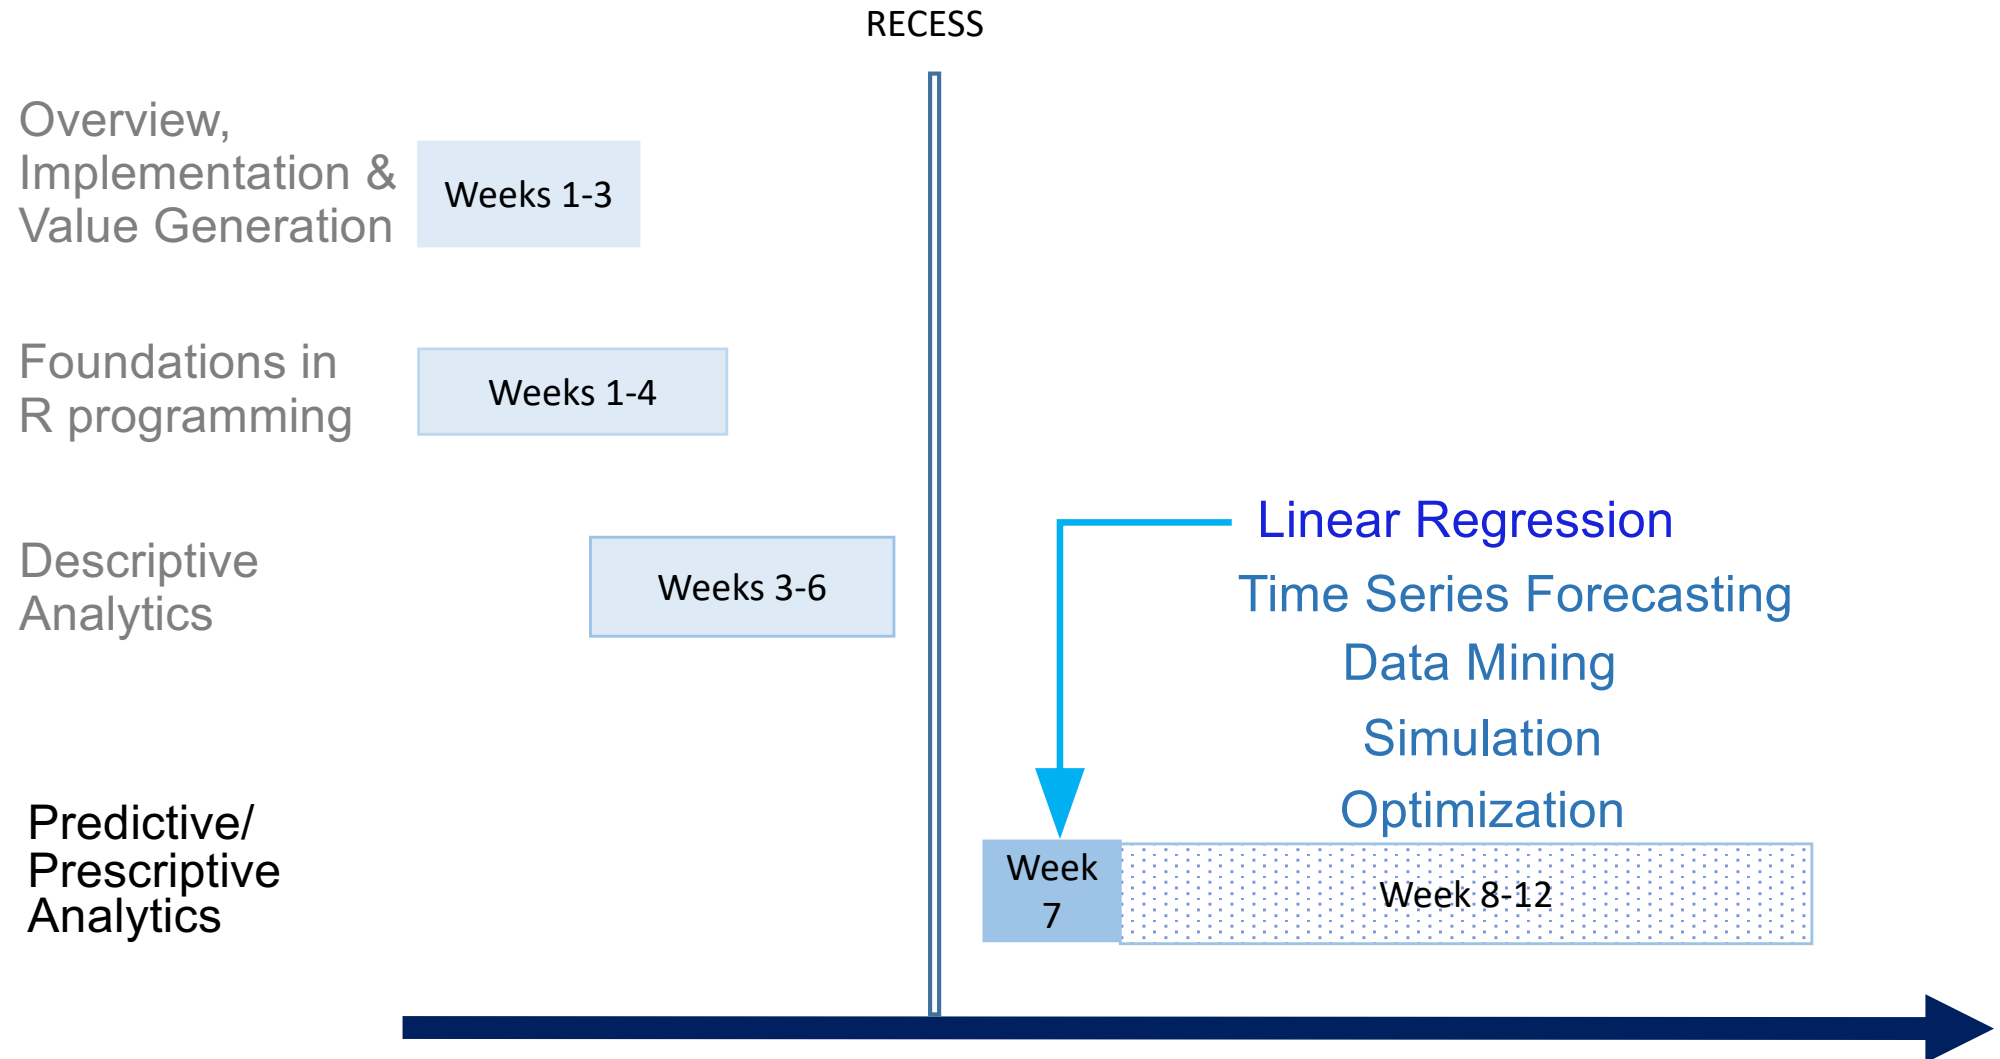 RECESS
Overview,
Implementation &
Value Generation
Weeks 1-3
Foundations in
R programming
Weeks 1-4
Descriptive
Analytics
Weeks 3-6
Linear Regression
Time Series Forecasting
Data Mining
Simulation
Optimization
Predictive/
Prescriptive
Analytics
Week
7
Week 8-12